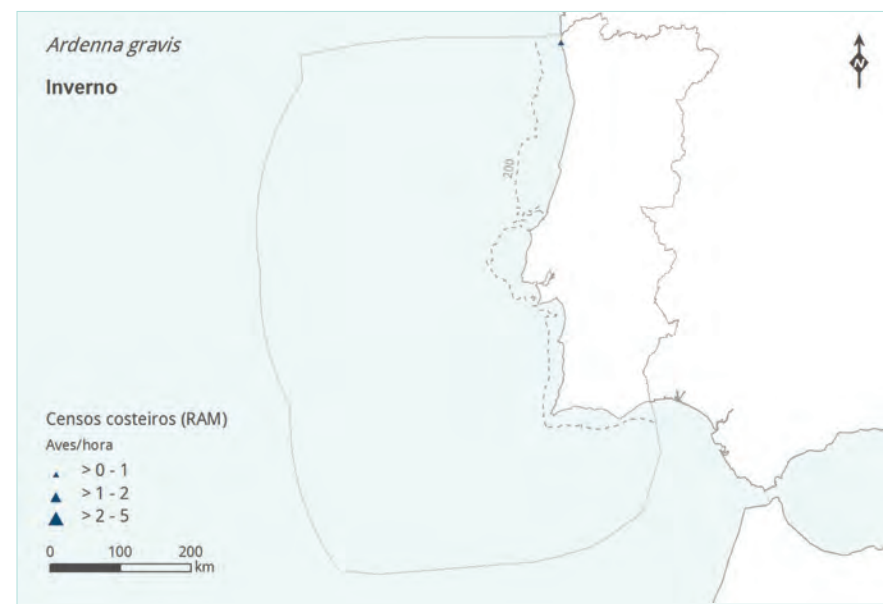 Ardenna gravis
Inverno
N
200
Censos costeiros (RAM)
Aves/hora
> 0 - 1
> 1 - 2
> 2 - 5
0 100 200
km